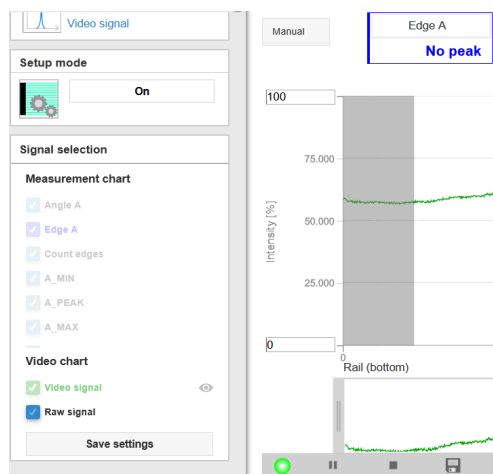 Video signal
Setup mode
On
Signal selection
Measurement chart
Angle A
Edge A
Count edges
A_MIN
A_PEAK
A_MAX
Video chart
Video signal
Raw signal
Save settings
Manual
Edge A
No peak
100
75.000
Intensity [%]
50.000
25.000
0
0
Rail (bottom)